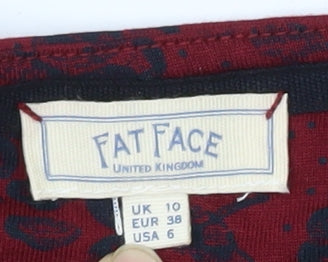 FAT FACE
UNITED KINGDOM
UK 10
EUR 38
USA 6